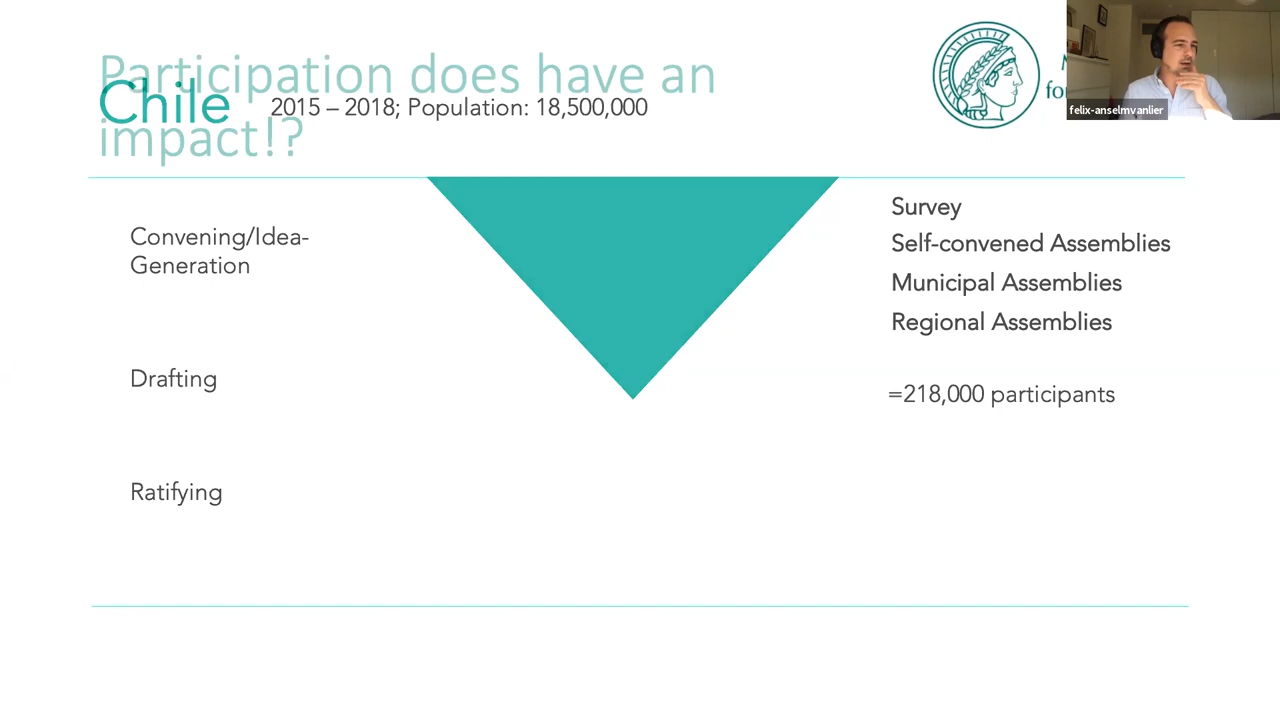 Participation does have an
impact!?
Chile 2015 – 2018; Population: 18,500,000
for
felix-anselmvanlier
Convening/Idea-
Generation
Drafting
Ratifying
Survey
Self-convened Assemblies
Municipal Assemblies
Regional Assemblies
=218,000 participants